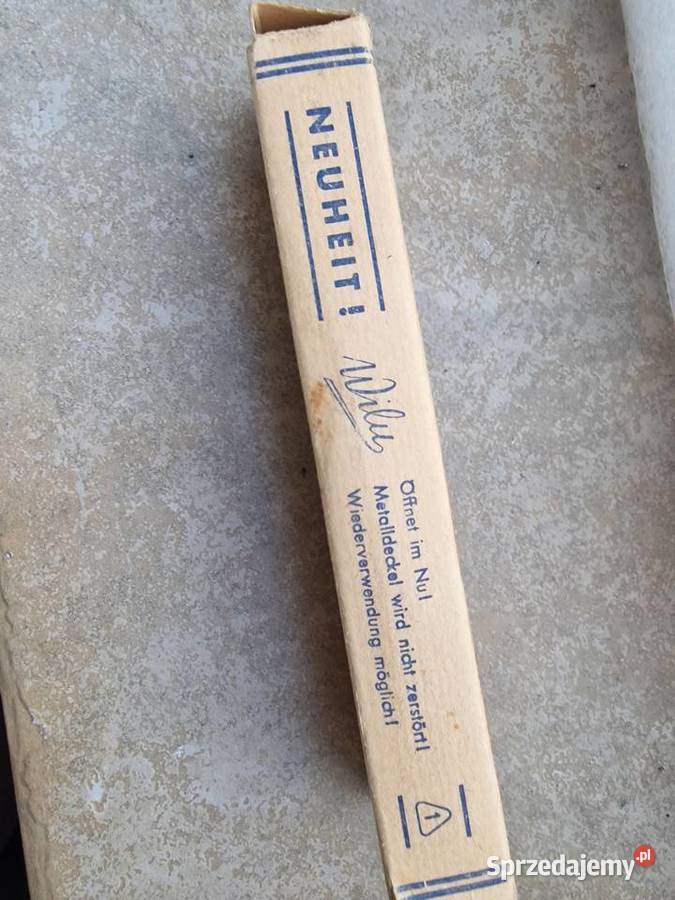 NEUHEIT!
Wilu
Öffnet im Nu!
Metalldeckel wird nicht zerstört!
Wiederverwendung möglich!
1
Sprzedajemy.pl